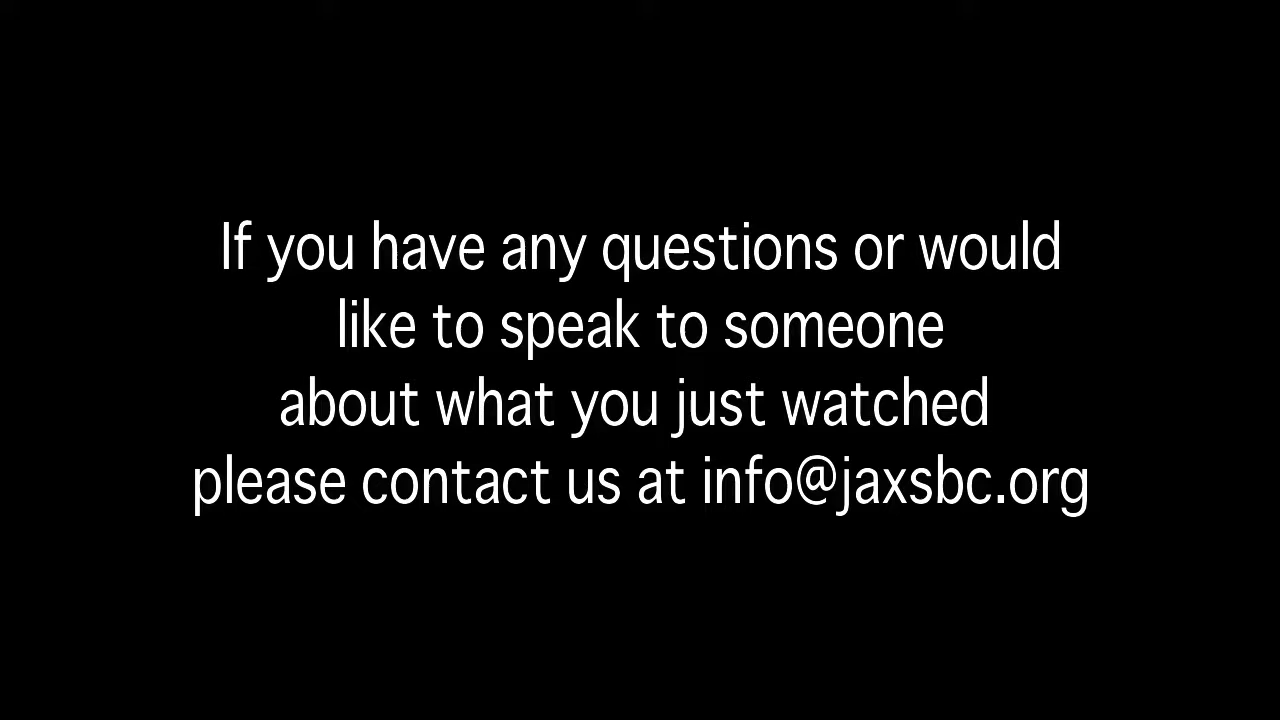 If you have any questions or would
like to speak to someone
about what you just watched
please contact us at info@jaxsbc.org